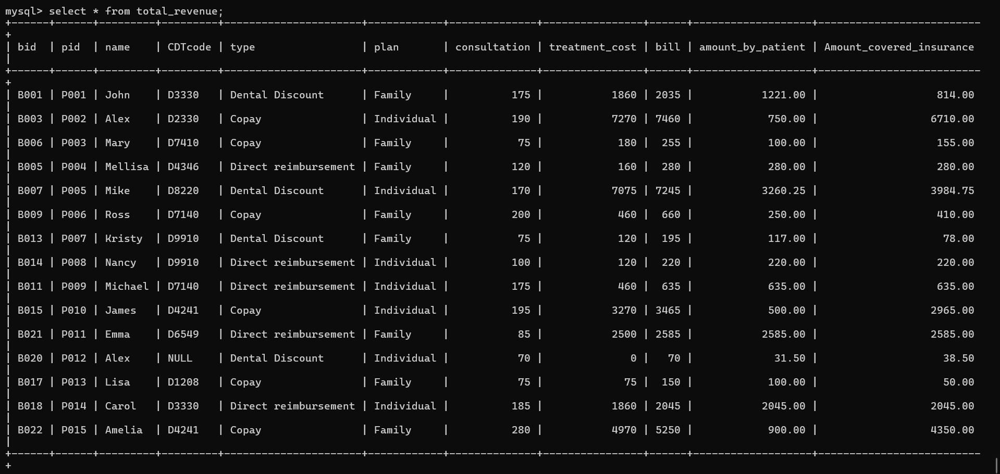 mysql> select * from total_revenue;
+------+------+---------+---------+----------------------+------------+--------------+----------------+------+-------------------+--------------------------
+
| bid  | pid  | name    | CDTcode | type                 | plan       | consultation | treatment_cost | bill | amount_by_patient | Amount_covered_insurance
|
+------+------+---------+---------+----------------------+------------+--------------+----------------+------+-------------------+--------------------------
+
| B001 | P001 | John    | D3330   | Dental Discount      | Family     |          175 |           1860 | 2035 |           1221.00 |                   814.00
|
| B003 | P002 | Alex    | D2330   | Copay                | Individual |          190 |           7270 | 7460 |            750.00 |                  6710.00
|
| B006 | P003 | Mary    | D7410   | Copay                | Family     |           75 |            180 |  255 |            100.00 |                   155.00
|
| B005 | P004 | Mellisa | D4346   | Direct reimbursement | Family     |          120 |            160 |  280 |            280.00 |                   280.00
|
| B007 | P005 | Mike    | D8220   | Dental Discount      | Individual |          170 |           7075 | 7245 |           3260.25 |                  3984.75
|
| B009 | P006 | Ross    | D7140   | Copay                | Family     |          200 |            460 |  660 |            250.00 |                   410.00
|
| B013 | P007 | Kristy  | D9910   | Dental Discount      | Family     |           75 |            120 |  195 |            117.00 |                    78.00
|
| B014 | P008 | Nancy   | D9910   | Direct reimbursement | Individual |          100 |            120 |  220 |            220.00 |                   220.00
|
| B011 | P009 | Michael | D7140   | Direct reimbursement | Individual |          175 |            460 |  635 |            635.00 |                   635.00
|
| B015 | P010 | James   | D4241   | Copay                | Individual |          195 |           3270 | 3465 |            500.00 |                  2965.00
|
| B021 | P011 | Emma    | D6549   | Direct reimbursement | Family     |           85 |           2500 | 2585 |           2585.00 |                  2585.00
|
| B020 | P012 | Alex    | NULL    | Dental Discount      | Individual |           70 |              0 |   70 |             31.50 |                    38.50
|
| B017 | P013 | Lisa    | D1208   | Copay                | Family     |           75 |             75 |  150 |            100.00 |                    50.00
|
| B018 | P014 | Carol   | D3330   | Direct reimbursement | Individual |          185 |           1860 | 2045 |           2045.00 |                  2045.00
|
| B022 | P015 | Amelia  | D4241   | Copay                | Family     |          280 |           4970 | 5250 |            900.00 |                  4350.00
|
+------+------+---------+---------+----------------------+------------+--------------+----------------+------+-------------------+--------------------------
+